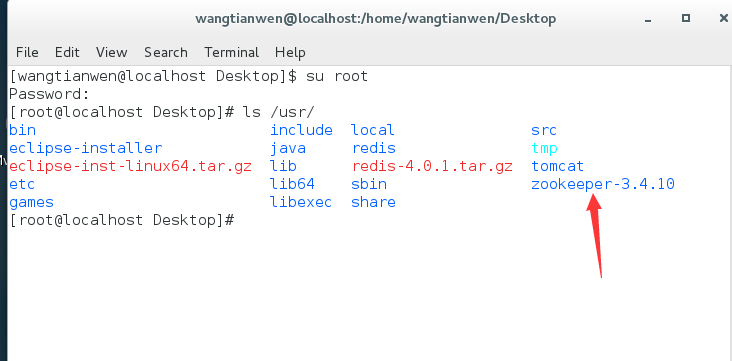 wangtianwen@localhost:/home/wangtianwen/Desktop
File Edit View Search Terminal Help
[wangtianwen@localhost Desktop]$ su root
Password:
[root@localhost Desktop]# ls /usr/
bin include local src
eclipse-installer java redis tmp
eclipse-inst-linux64.tar.gz lib redis-4.0.1.tar.gz tomcat
etc lib64 sbin zookeeper-3.4.10
games libexec share
[root@localhost Desktop]#